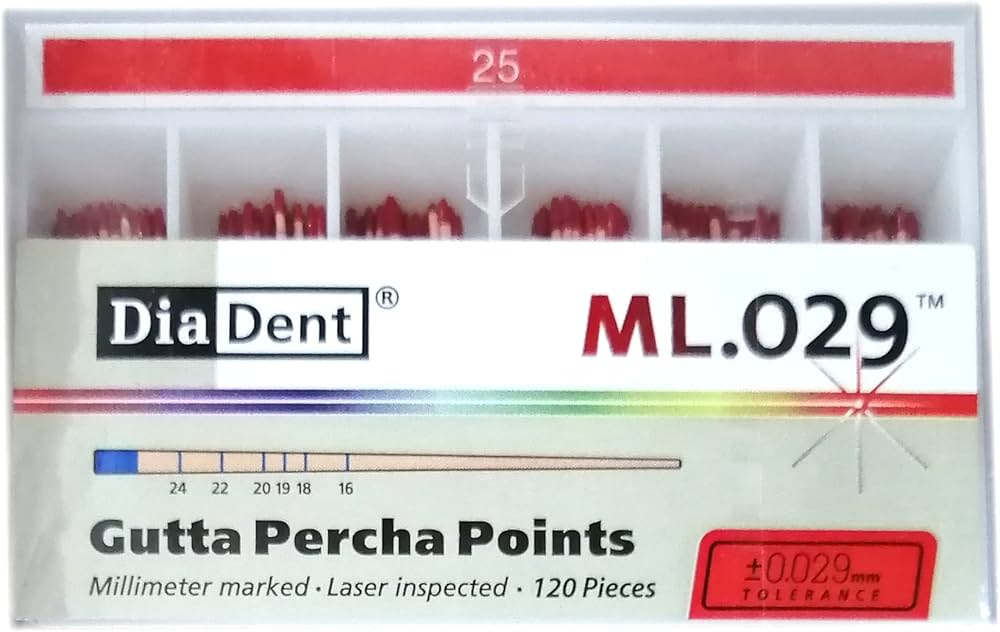 25
DiaDent®
ML.029™
24 22 20 19 18 16
Gutta Percha Points
Millimeter marked · Laser inspected · 120 Pieces
±0.029mm
TOLERANCE